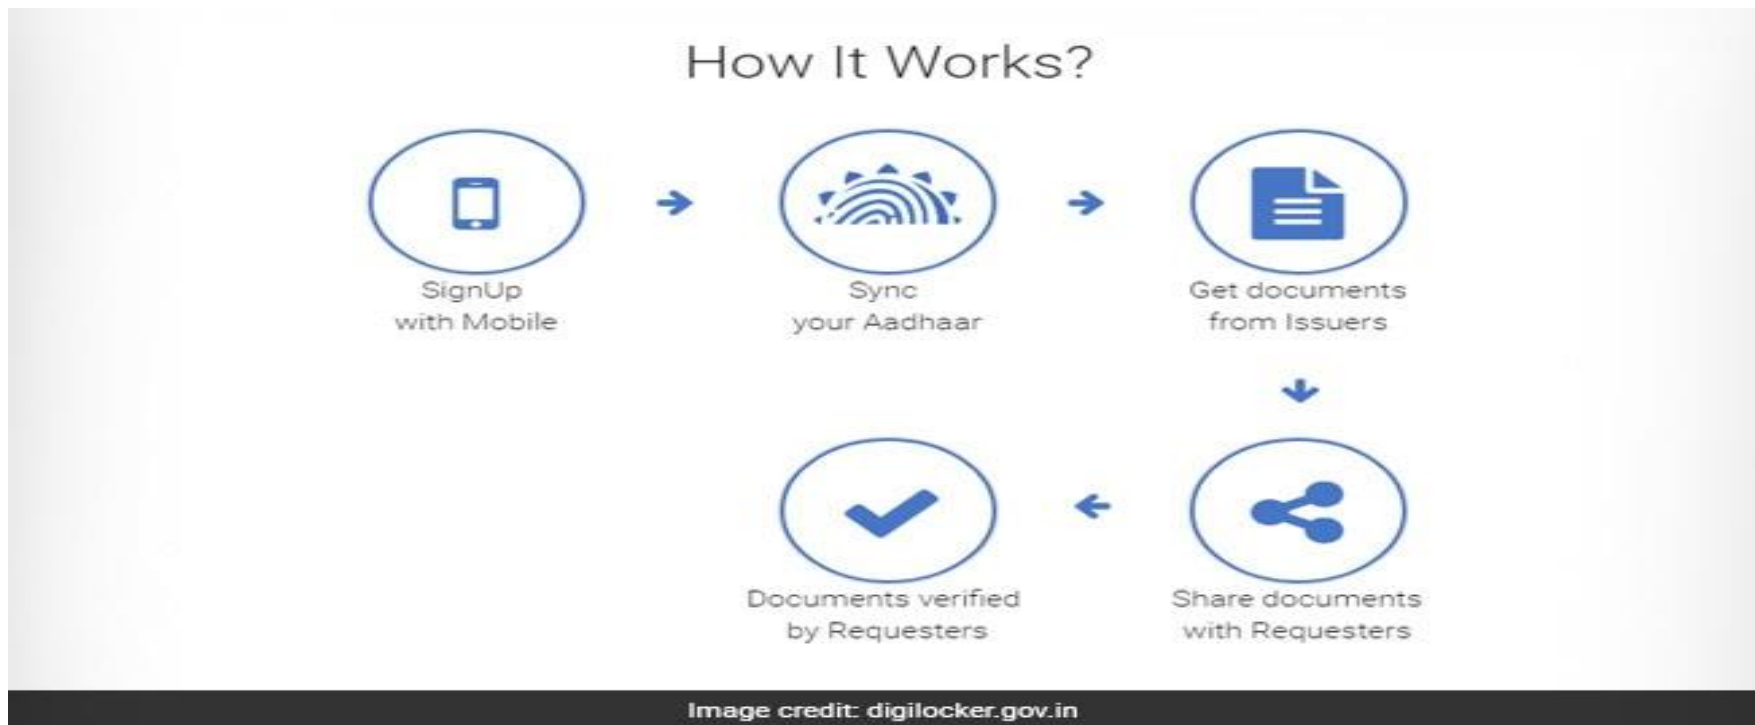 How It Works?
SignUp
with Mobile
Sync
your Aadhaar
Get documents
from Issuers
Documents verified
by Requesters
Share documents
with Requesters
Image credit: digilocker.gov.in